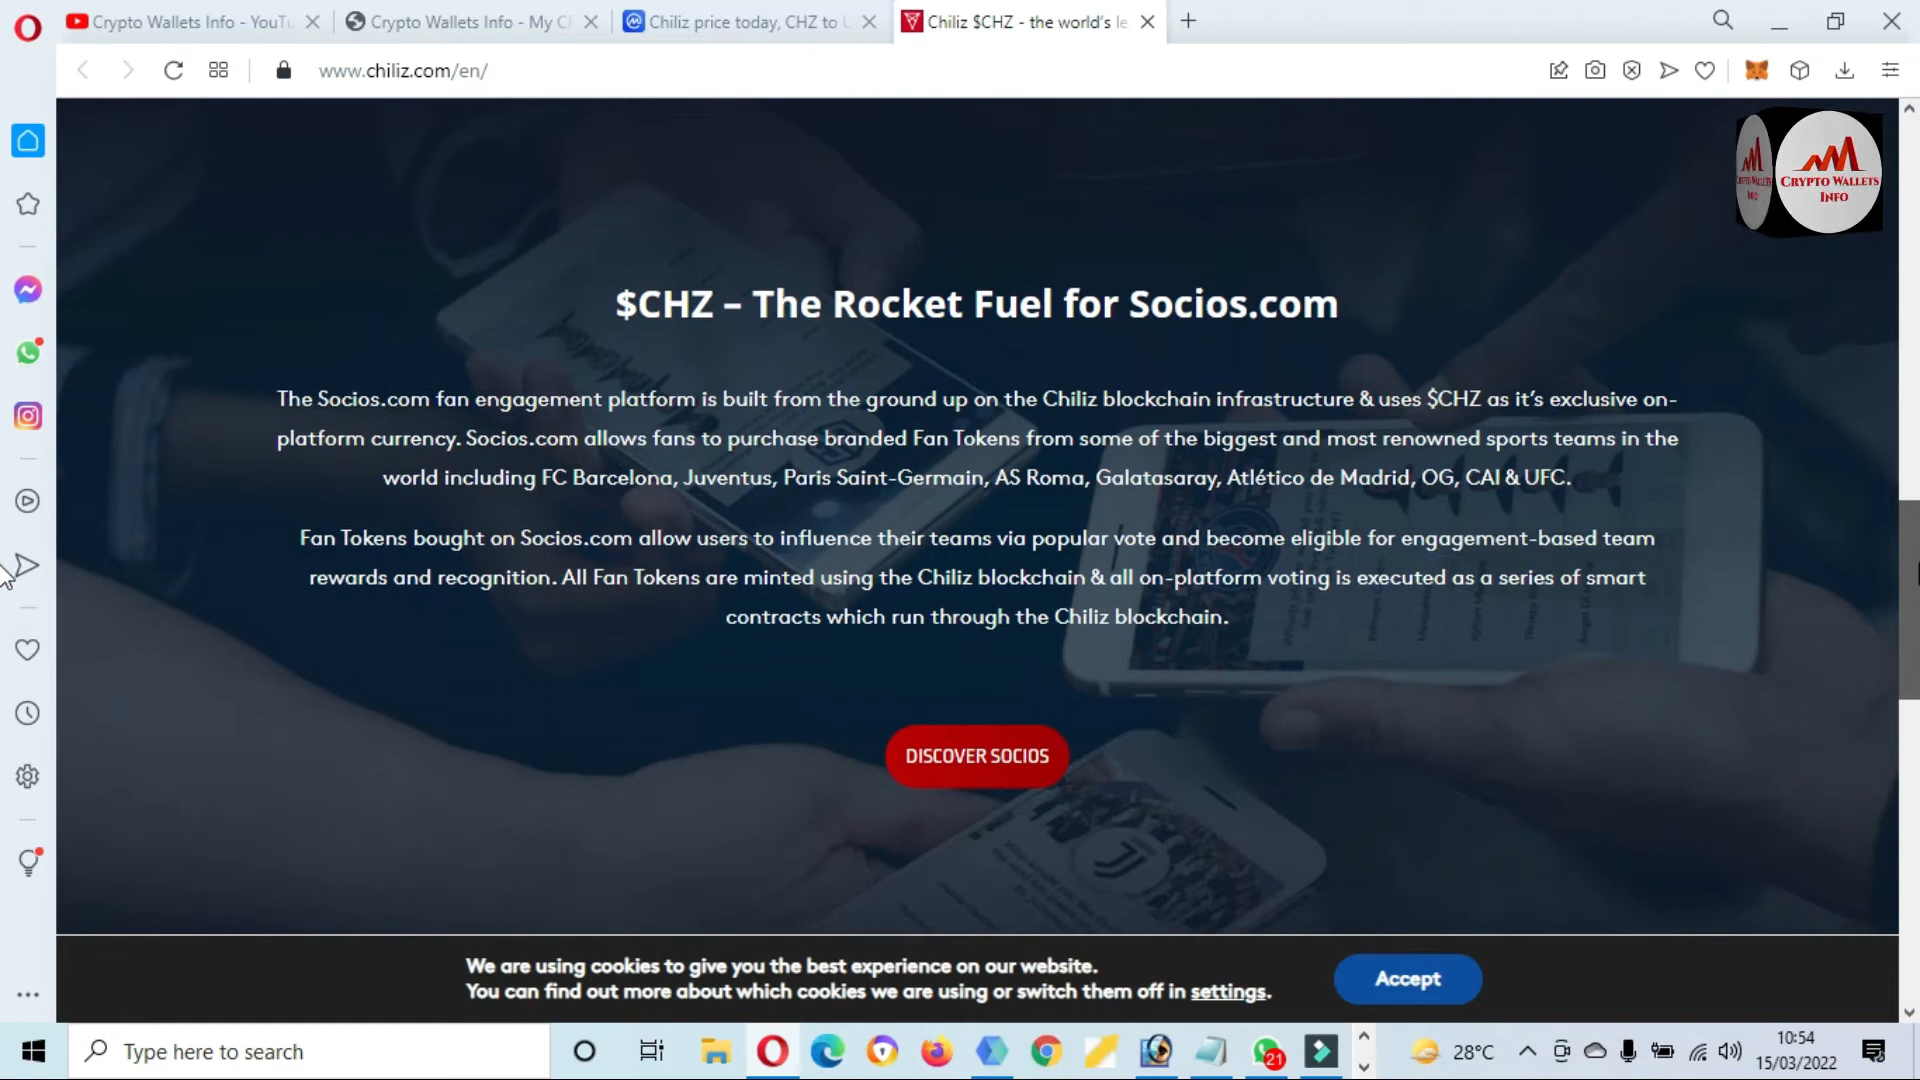 Crypto Wallets Info - YouTu
Crypto Wallets Info - My C
Chiliz price today, CHZ to U
Chiliz $CHZ - the world's le
www.chiliz.com/en/
CRYPTO WALLETS
INFO
$CHZ – The Rocket Fuel for Socios.com
The Socios.com fan engagement platform is built from the ground up on the Chiliz blockchain infrastructure & uses $CHZ as it's exclusive on-
platform currency. Socios.com allows fans to purchase branded Fan Tokens from some of the biggest and most renowned sports teams in the
world including FC Barcelona, Juventus, Paris Saint-Germain, AS Roma, Galatasaray, Atlético de Madrid, OG, CAI & UFC.
Fan Tokens bought on Socios.com allow users to influence their teams via popular vote and become eligible for engagement-based team
rewards and recognition. All Fan Tokens are minted using the Chiliz blockchain & all on-platform voting is executed as a series of smart
contracts which run through the Chiliz blockchain.
DISCOVER SOCIOS
We are using cookies to give you the best experience on our website.
You can find out more about which cookies we are using or switch them off in settings.
Accept
Type here to search
21
28°C
10:54
15/03/2022